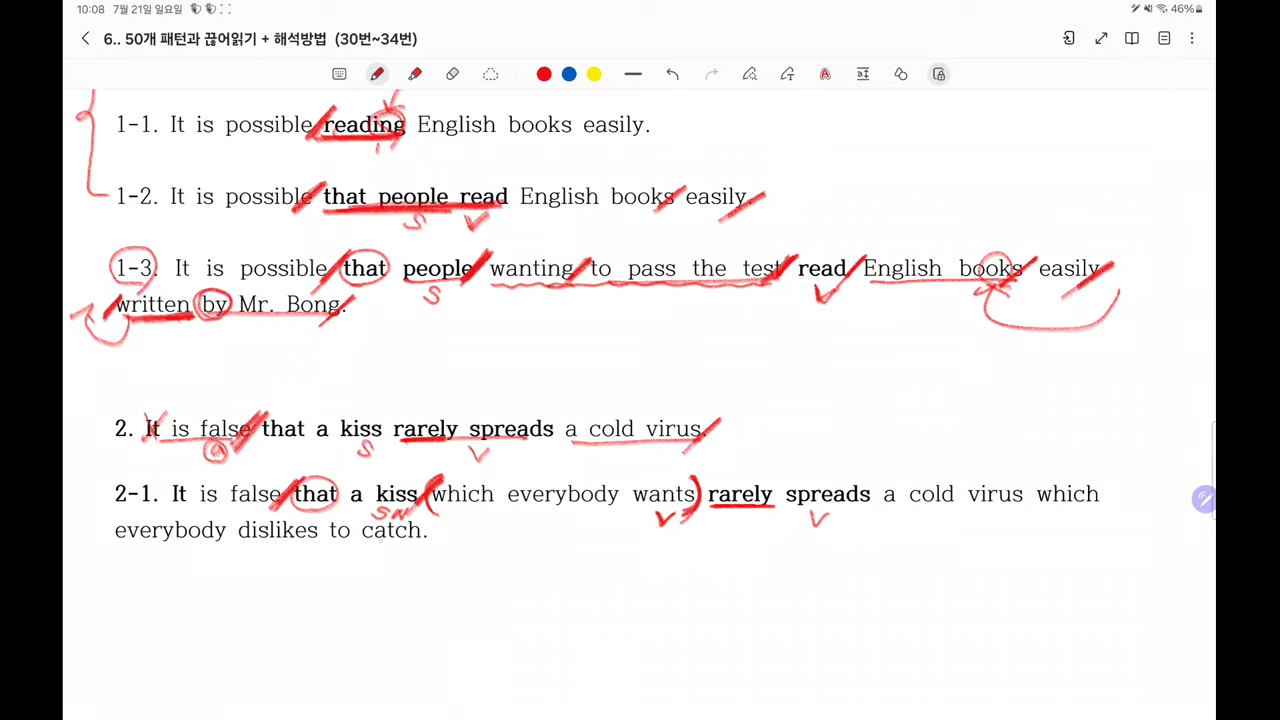 10:08 7월 21일 일요일
46%
6.. 50개 패턴과 끊어읽기 + 해석방법 (30번~34번)
1-1. It is possible reading English books easily.
1-2. It is possible that people read English books easily.
S V
1-3. It is possible that people wanting to pass the test read English books easily
S V
written by Mr. Bong.
2. It is false that a kiss rarely spreads a cold virus.
S V
2-1. It is false that a kiss which everybody wants rarely spreads a cold virus which
S V V
everybody dislikes to catch.